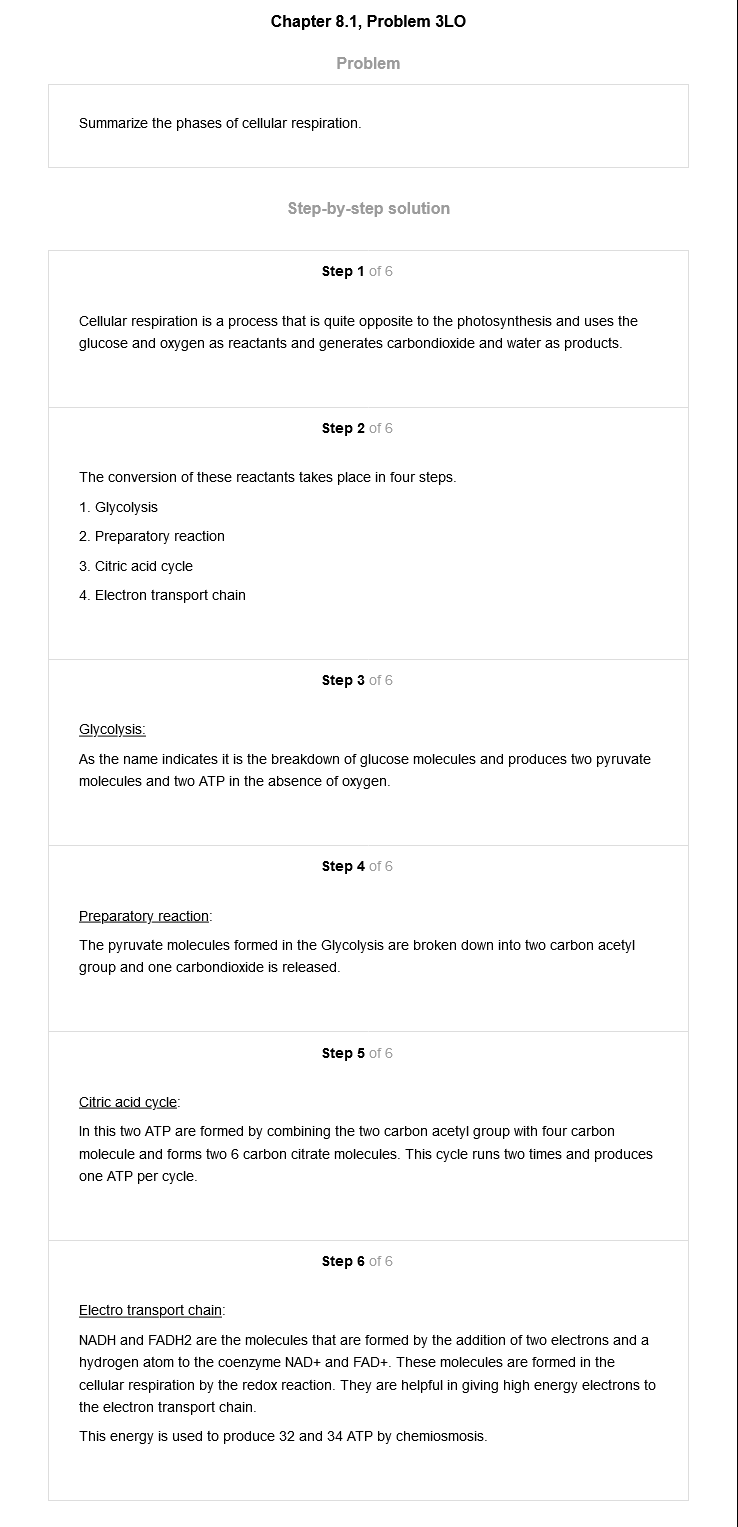 Chapter 8.1, Problem 3LO
Problem
Summarize the phases of cellular respiration.
Step-by-step solution
Step 1 of 6
Cellular respiration is a process that is quite opposite to the photosynthesis and uses the
glucose and oxygen as reactants and generates carbondioxide and water as products.
Step 2 of 6
The conversion of these reactants takes place in four steps.
1. Glycolysis
2. Preparatory reaction
3. Citric acid cycle
4. Electron transport chain
Step 3 of 6
Glycolysis:
As the name indicates it is the breakdown of glucose molecules and produces two pyruvate
molecules and two ATP in the absence of oxygen.
Step 4 of 6
Preparatory reaction:
The pyruvate molecules formed in the Glycolysis are broken down into two carbon acetyl
group and one carbondioxide is released.
Step 5 of 6
Citric acid cycle:
In this two ATP are formed by combining the two carbon acetyl group with four carbon
molecule and forms two 6 carbon citrate molecules. This cycle runs two times and produces
one ATP per cycle.
Step 6 of 6
Electro transport chain:
NADH and FADH2 are the molecules that are formed by the addition of two electrons and a
hydrogen atom to the coenzyme NAD+ and FAD+. These molecules are formed in the
cellular respiration by the redox reaction. They are helpful in giving high energy electrons to
the electron transport chain.
This energy is used to produce 32 and 34 ATP by chemiosmosis.